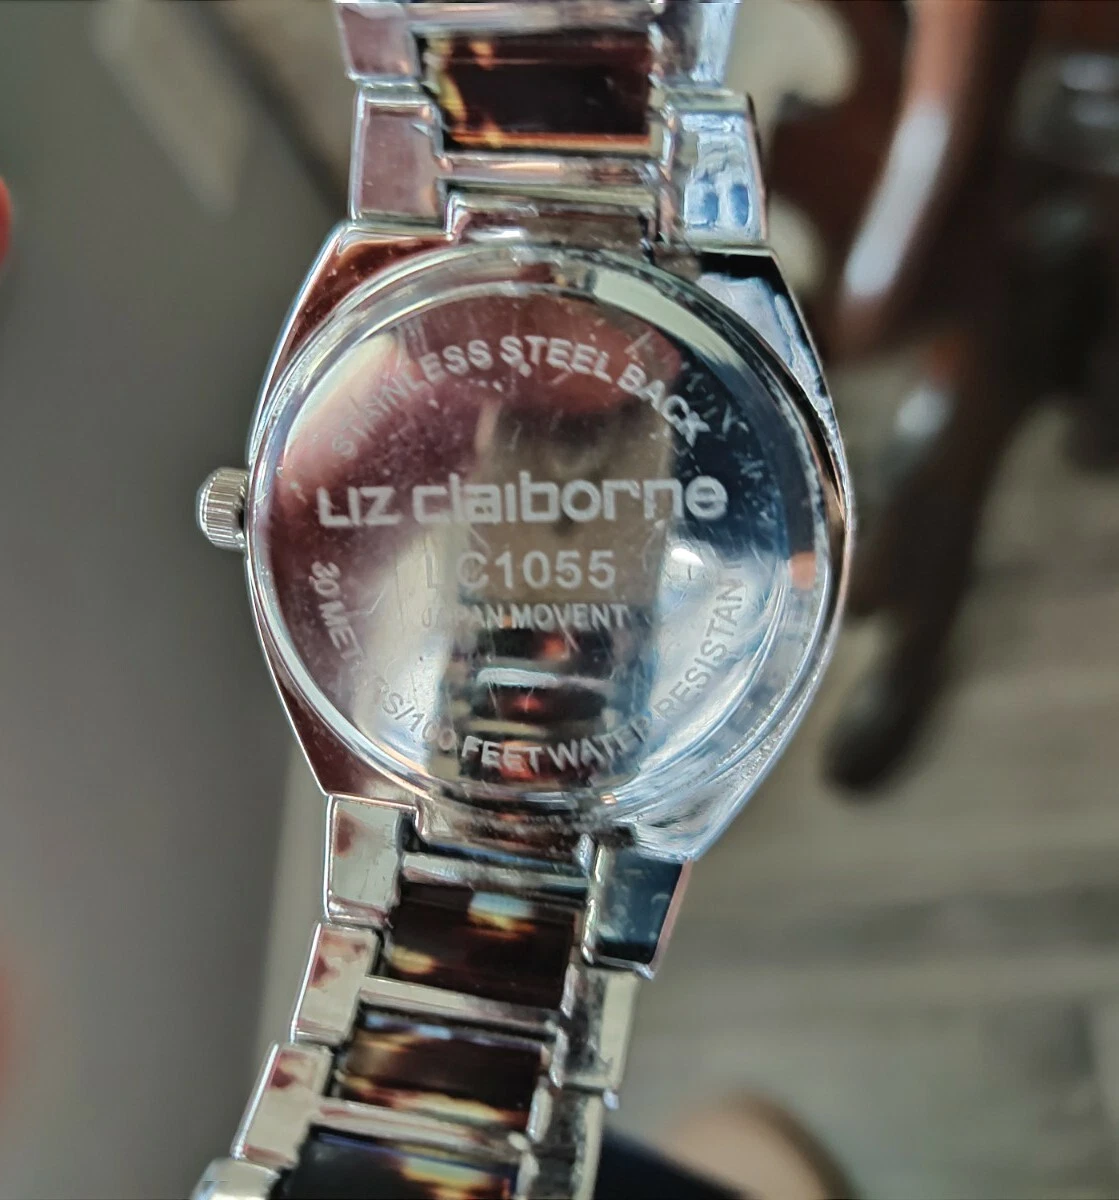 STAINLESS STEEL BACK
LIZ claiborne
LC1055
JAPAN MOVENT
30 METERS/100 FEET WATER RESISTANT